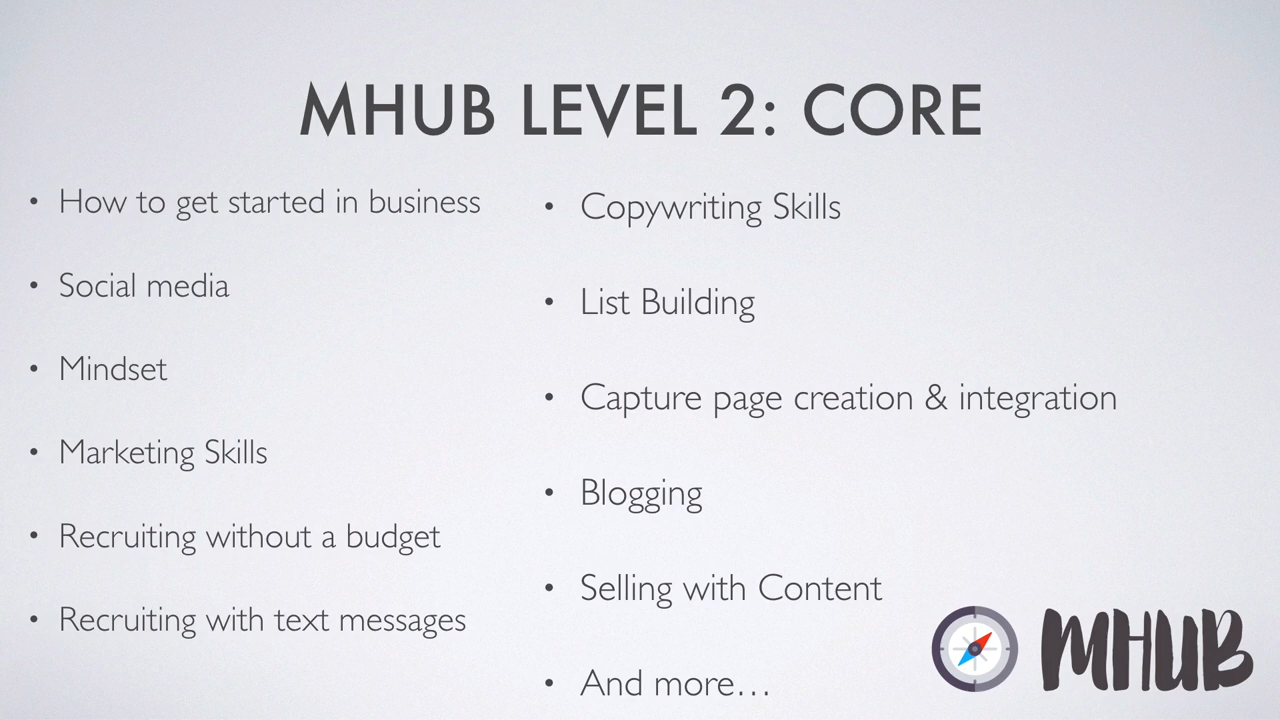 MHUB LEVEL 2: CORE
• How to get started in business
• Social media
• Mindset
• Marketing Skills
• Recruiting without a budget
• Recruiting with text messages
• Copywriting Skills
• List Building
• Capture page creation & integration
• Blogging
• Selling with Content
• And more…
MHUB